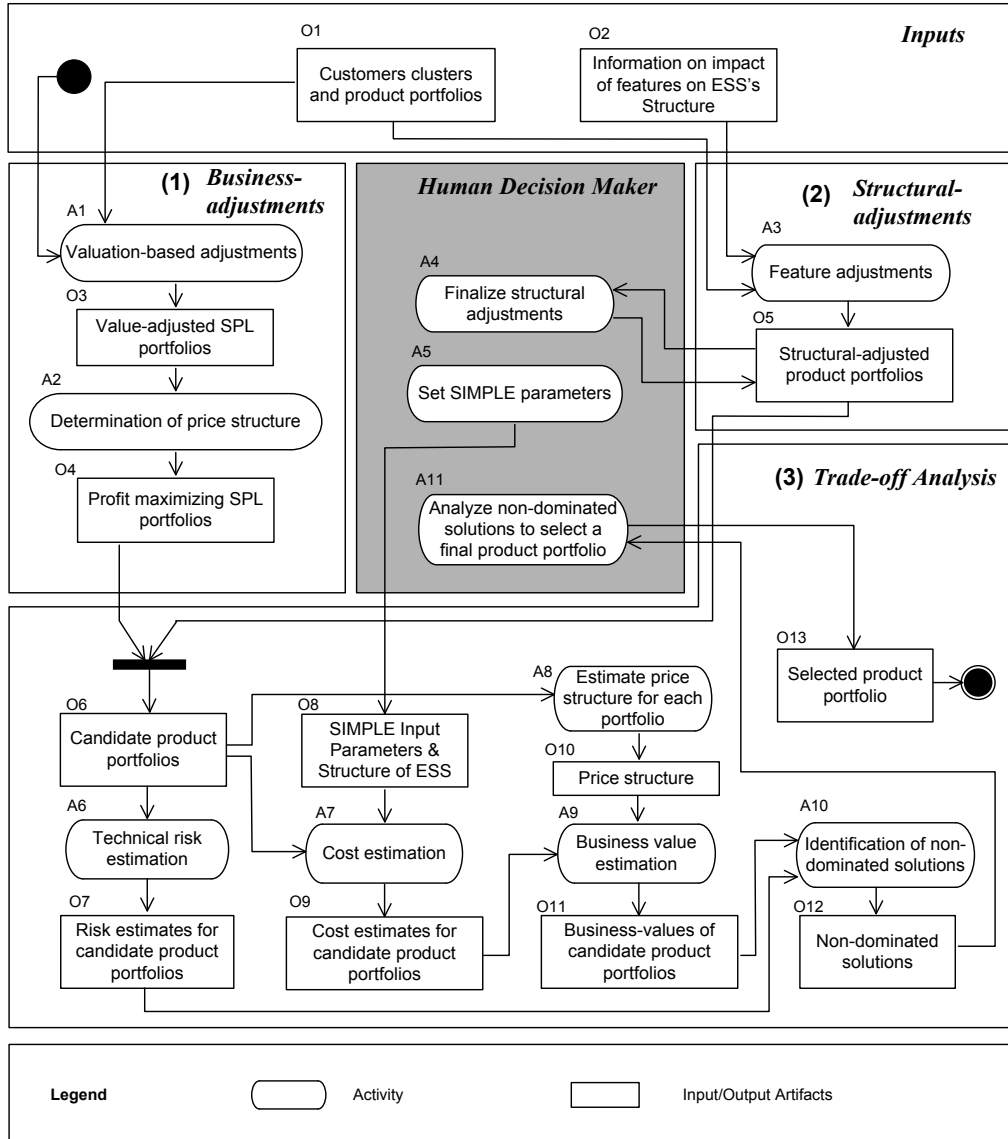 Inputs
O1
Customers clusters
and product portfolios
O2
Information on impact
of features on ESS's
Structure
(1) Business-
adjustments
A1
Valuation-based adjustments
O3
Value-adjusted SPL
portfolios
A2
Determination of price structure
O4
Profit maximizing SPL
portfolios
Human Decision Maker
A4
Finalize structural
adjustments
A5
Set SIMPLE parameters
A11
Analyze non-dominated
solutions to select a
final product portfolio
(2) Structural-
adjustments
A3
Feature adjustments
O5
Structural-adjusted
product portfolios
(3) Trade-off Analysis
O13
Selected product
portfolio
O6
Candidate product
portfolios
A6
Technical risk
estimation
O7
Risk estimates for
candidate product
portfolios
O8
SIMPLE Input
Parameters &
Structure of ESS
A7
Cost estimation
O9
Cost estimates for
candidate product
portfolios
A8
Estimate price
structure for each
portfolio
O10
Price structure
A9
Business value
estimation
O11
Business-values of
candidate product
portfolios
A10
Identification of non-
dominated solutions
O12
Non-dominated
solutions
Legend
Activity
Input/Output Artifacts